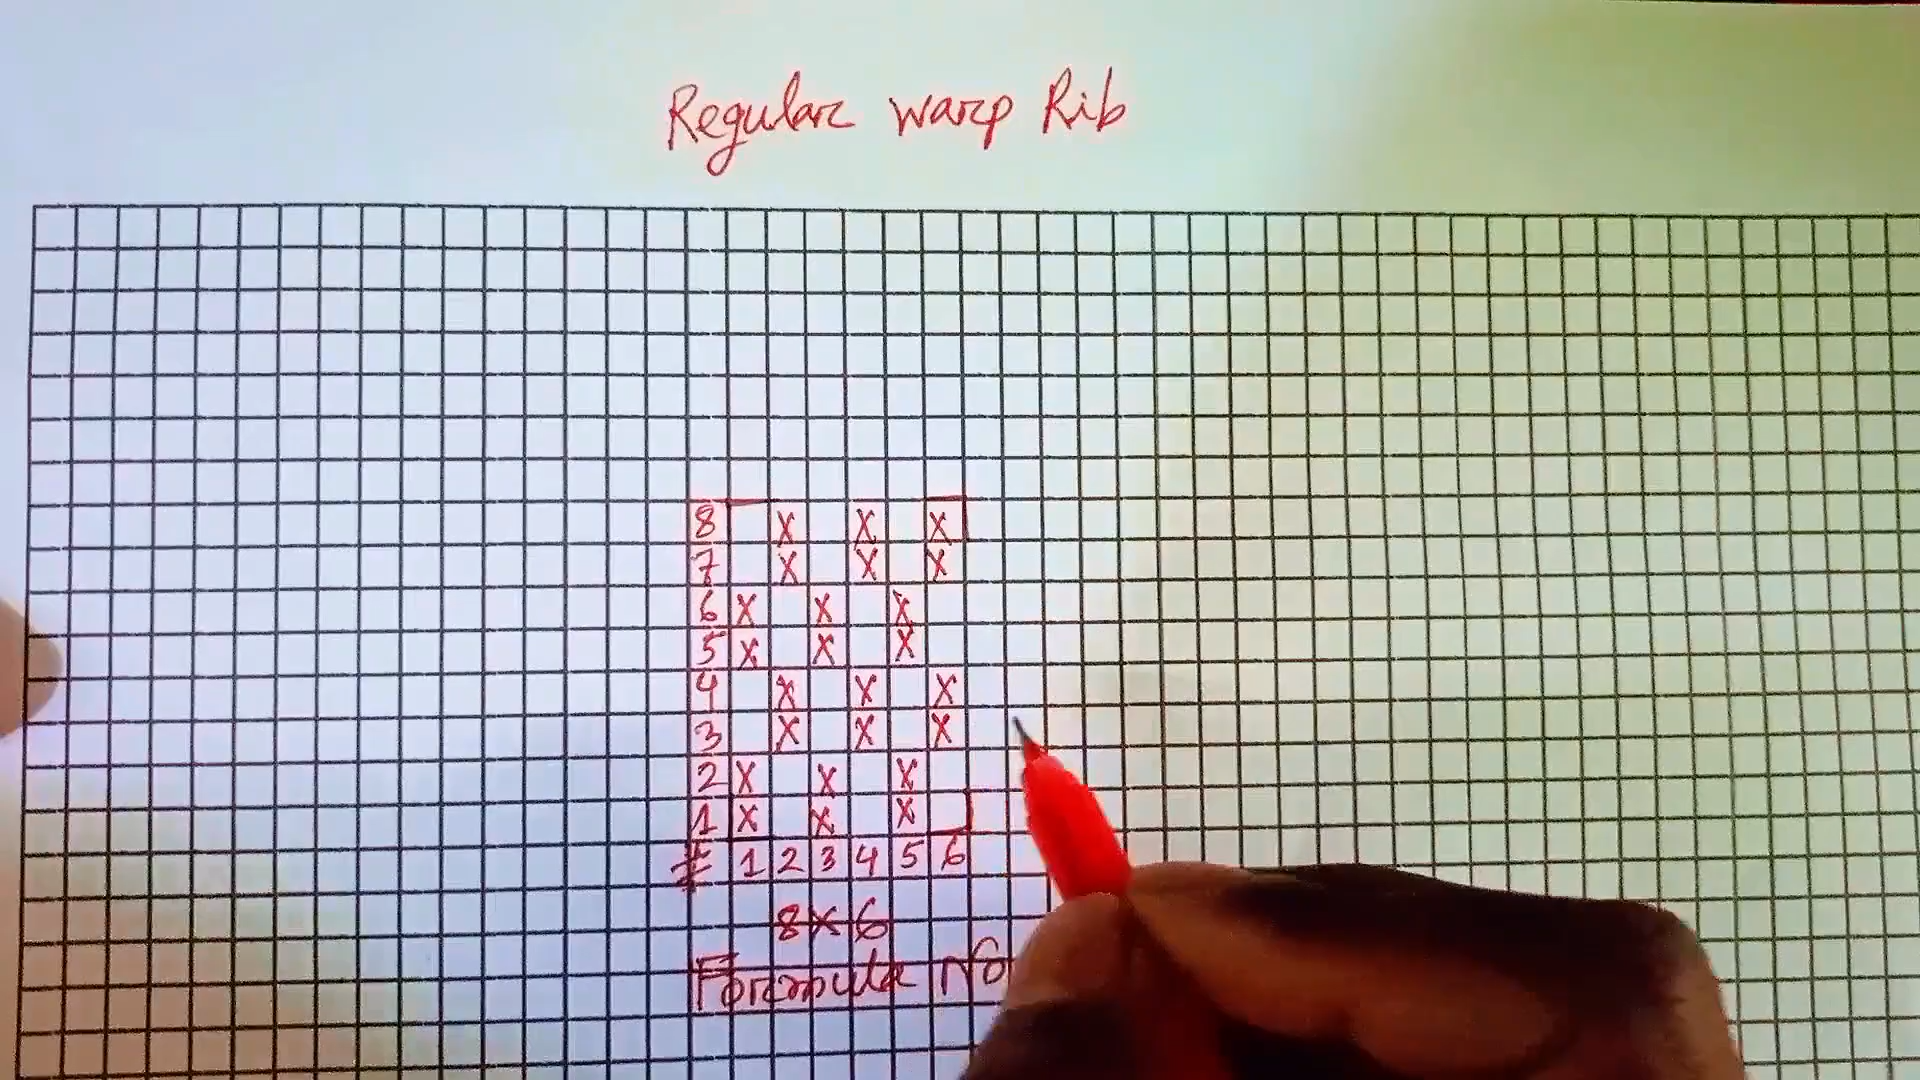 Regular warp Rib
8 X X X
7 X X X
6 X X X
5 X X X
4 X X X
3 X X X
2 X X X
1 X X X
1 2 3 4 5 6
8 x 6
Formula No